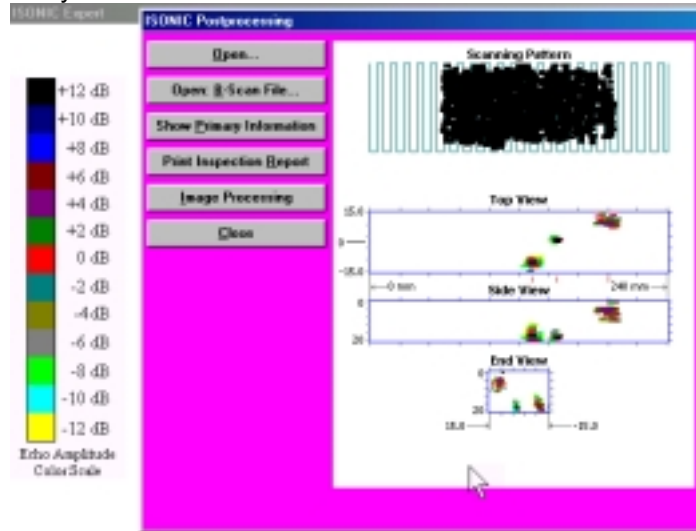 ISONIC Expert
ISONIC Postprocessing
Open...
Open: B-Scan File...
Show Primary Information
Print Inspection Report
Image Processing
Close
+12 dB
+10 dB
+8 dB
+6 dB
+4 dB
+2 dB
0 dB
-2 dB
-4 dB
-6 dB
-8 dB
-10 dB
-12 dB
Echo Amplitude
Color Scale
Scanning Pattern
Top View
15.0
0
-15.0
0 mm
240 mm
Side View
0
20
End View
0
20
15.0
-15.0